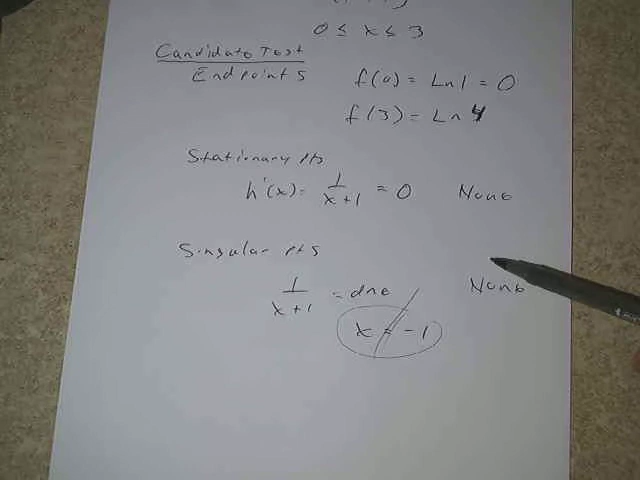 0 ≤ x ≤ 3
Candidate Test
Endpoints
f(0) = Ln 1 = 0
f(3) = Ln 4
Stationary pts
h'(x) = 1/(x+1) = 0 None
Singular pts
1/(x+1) = dne None
x = -1